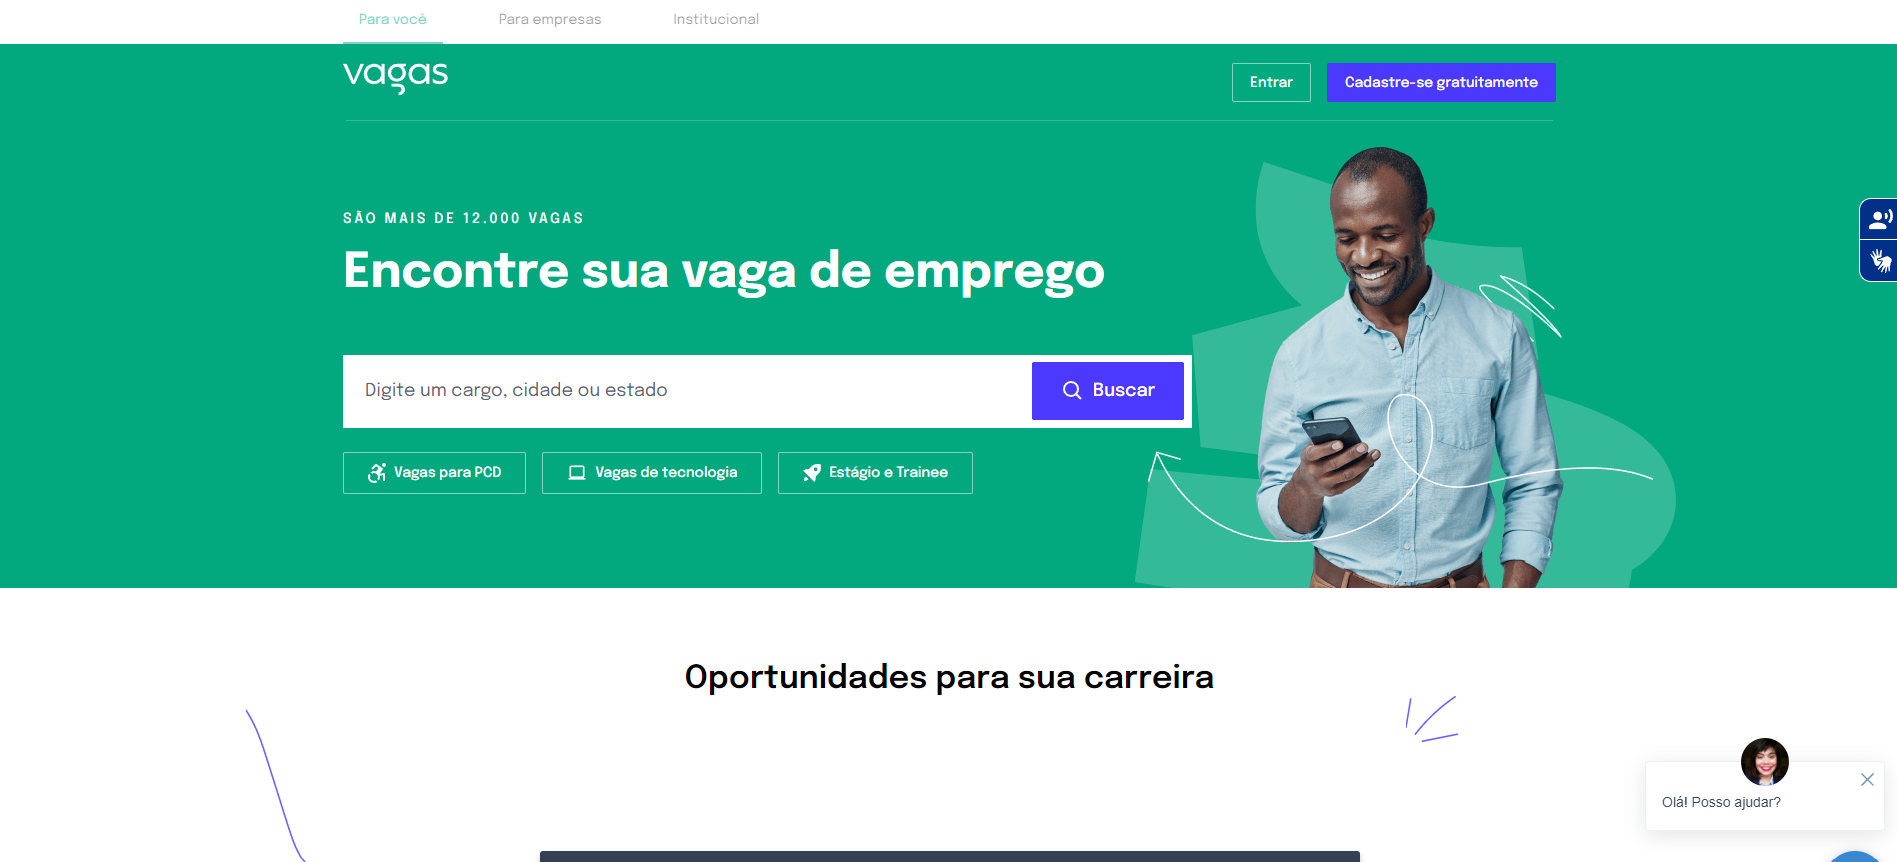 Para você
Para empresas
Institucional
vagas
Entrar
Cadastre-se gratuitamente
SÃO MAIS DE 12.000 VAGAS
Encontre sua vaga de emprego
Digite um cargo, cidade ou estado
Buscar
Vagas para PCD
Vagas de tecnologia
Estágio e Trainee
Oportunidades para sua carreira
Olá! Posso ajudar?